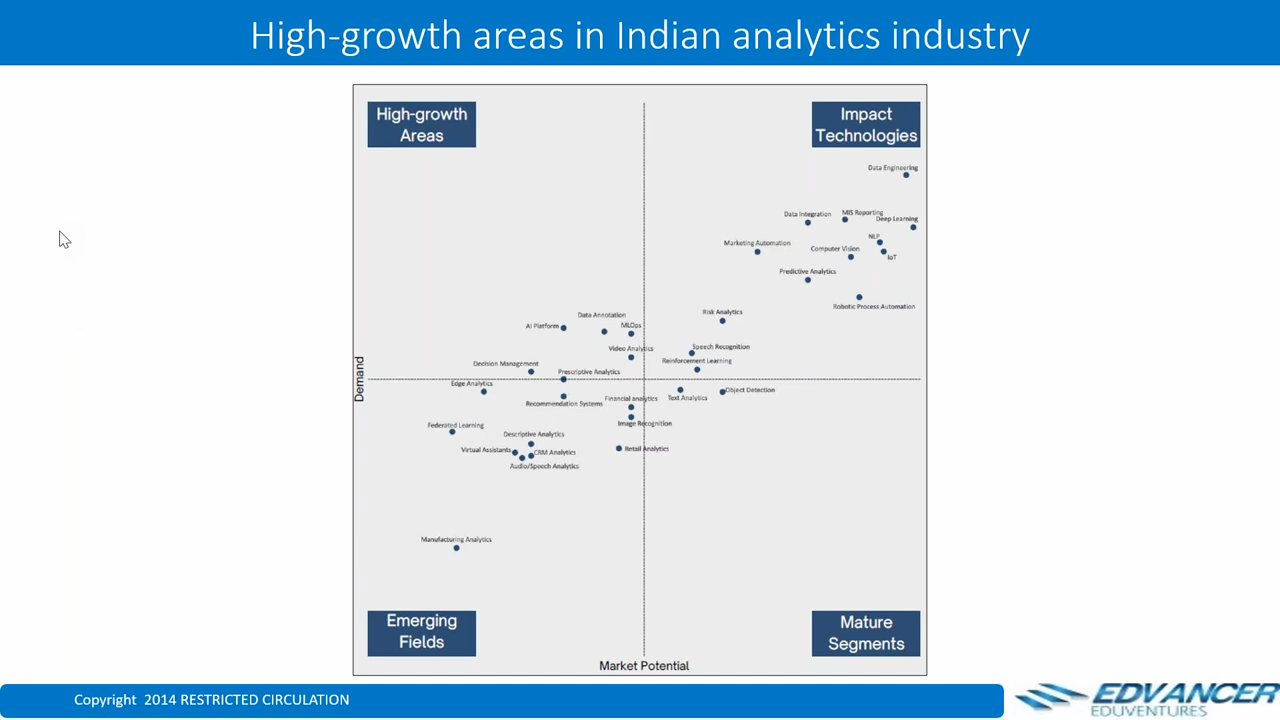 High-growth areas in Indian analytics industry
High-growth
Areas
Impact
Technologies
Data Engineering
Data Integration
MIS Reporting
Deep Learning
NLP
Marketing Automation
Computer Vision
IoT
Predictive Analytics
Robotic Process Automation
Risk Analytics
Data Annotation
AI Platform
MLOps
Video Analytics
Speech Recognition
Reinforcement Learning
Decision Management
Prescriptive Analytics
Demand
Edge Analytics
Object Detection
Recommendation Systems
Financial analytics
Text Analytics
Image Recognition
Federated Learning
Descriptive Analytics
Virtual Assistants
CRM Analytics
Retail Analytics
Audio/Speech Analytics
Manufacturing Analytics
Emerging
Fields
Mature
Segments
Market Potential
Copyright 2014 RESTRICTED CIRCULATION
EDVANCER
EDUVENTURES